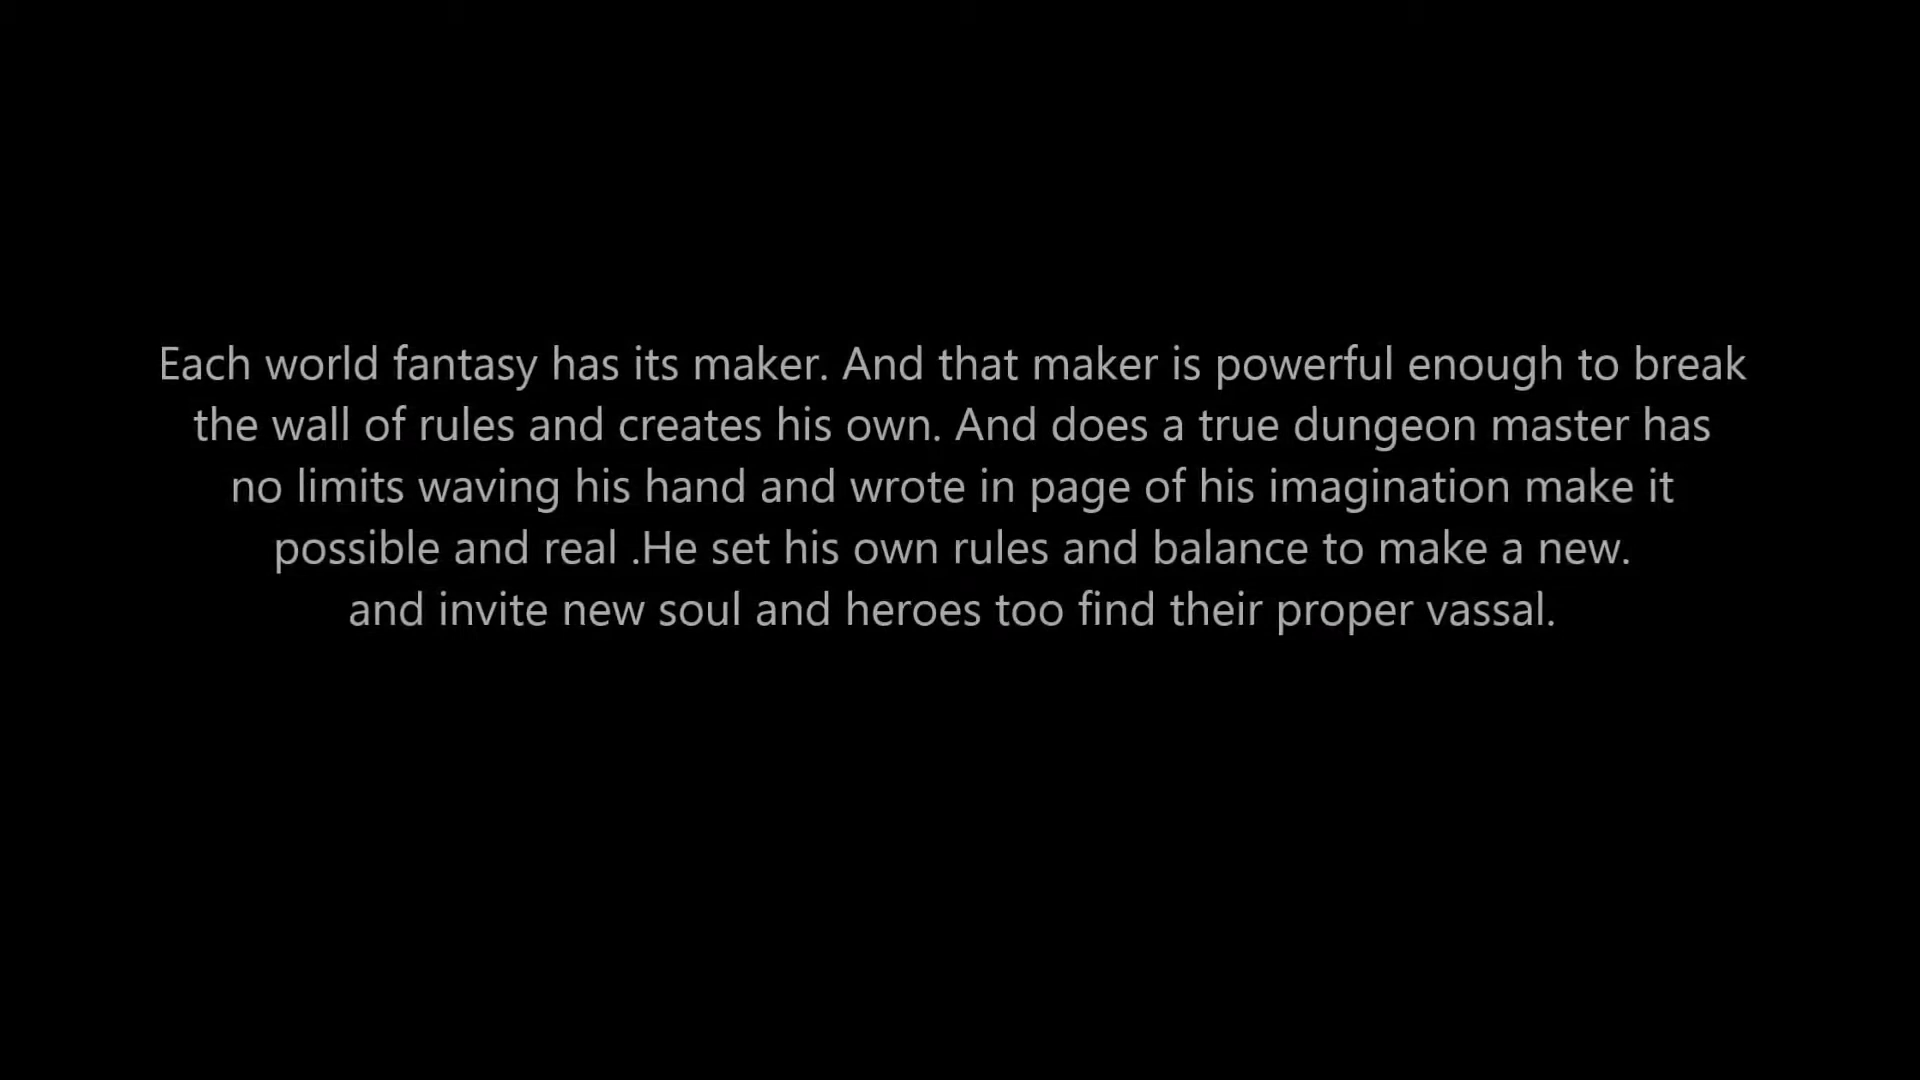 Each world fantasy has its maker. And that maker is powerful enough to break
the wall of rules and creates his own. And does a true dungeon master has
no limits waving his hand and wrote in page of his imagination make it
possible and real .He set his own rules and balance to make a new.
and invite new soul and heroes too find their proper vassal.